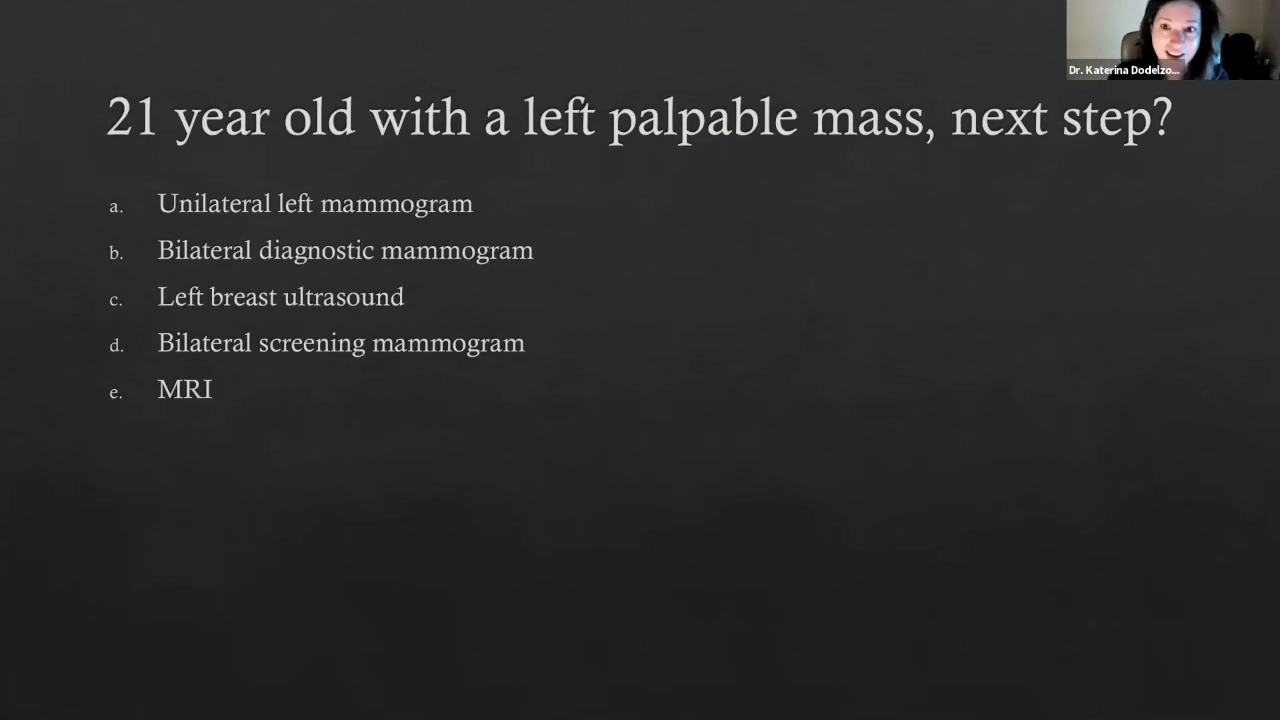 Dr. Katerina Dodelzo...
21 year old with a left palpable mass, next step?
a. Unilateral left mammogram
b. Bilateral diagnostic mammogram
c. Left breast ultrasound
d. Bilateral screening mammogram
e. MRI